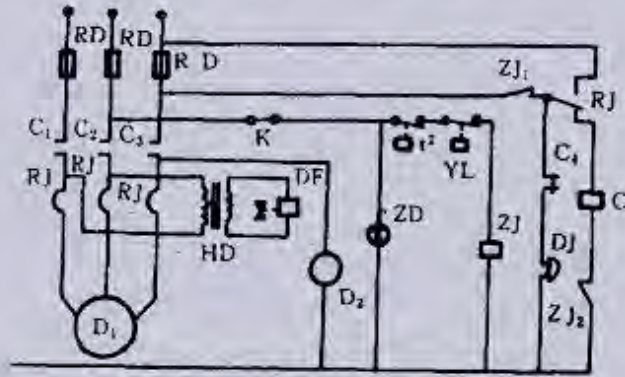 RD RD R D
ZJ₁
RJ
C₁ C₂ C₃
K
t²
YL
C₄
C
RJ RJ RJ
DF
ZD
ZJ
DJ
HD
D₂
ZJ₂
D₁